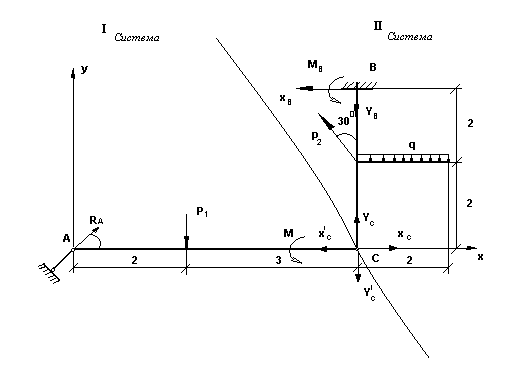 I
Система
II
Система
y
M_B
B
x_B
Y_B
30
2
p_2
q
R_A
P_1
M
x'_C
Y_C
x_C
2
A
C
x
2
3
2
Y'_C